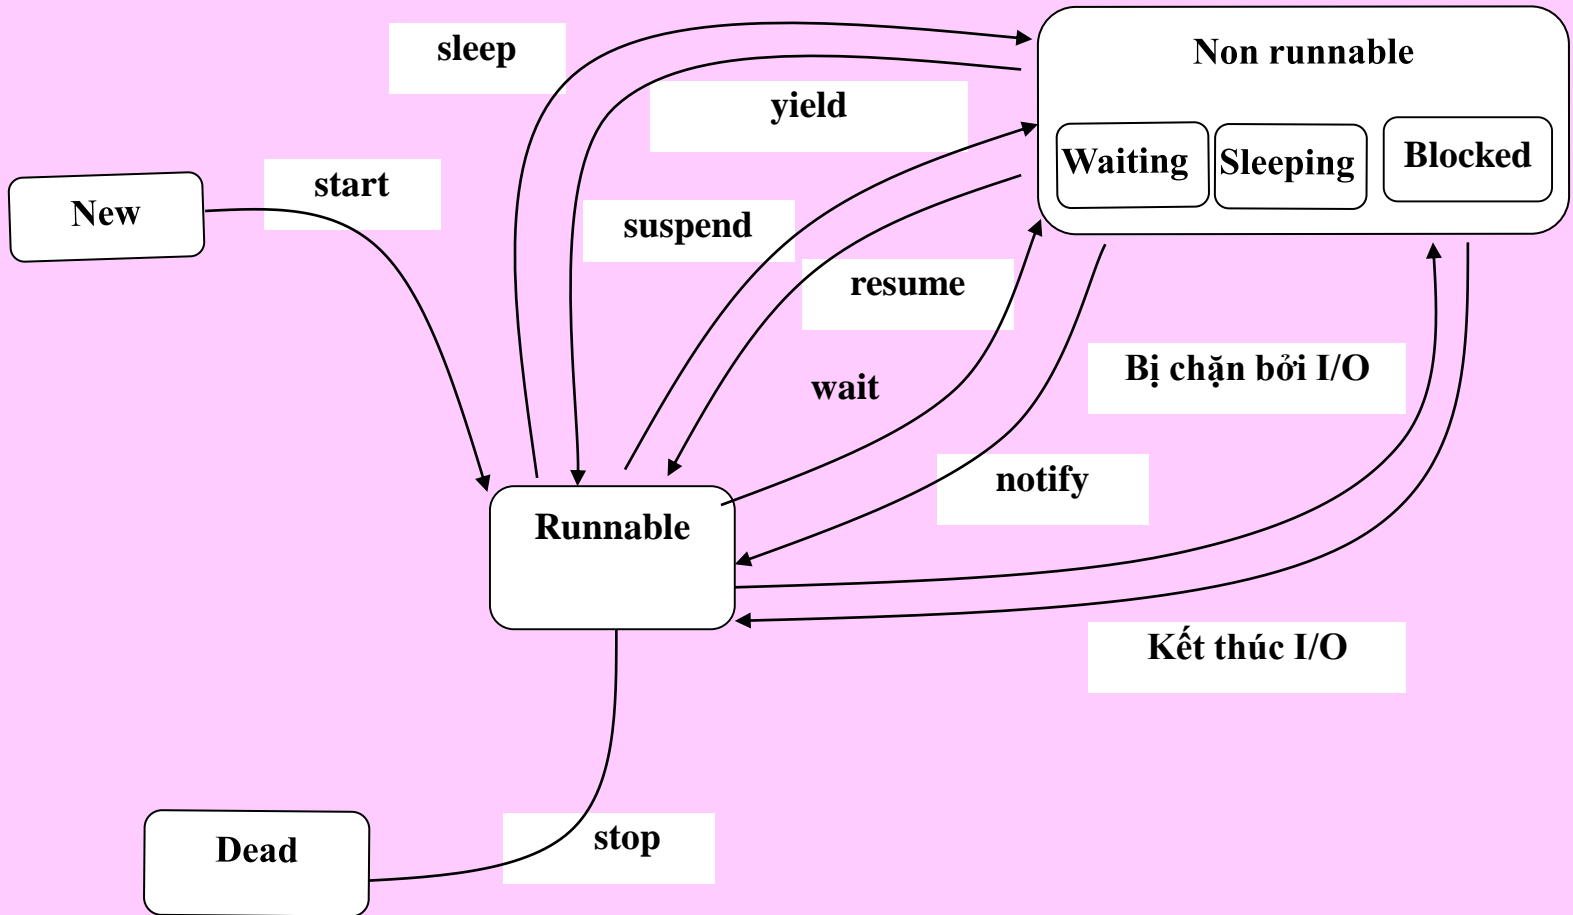 sleep
Non runnable
yield
Waiting
Sleeping
Blocked
start
New
suspend
resume
Bị chặn bởi I/O
wait
notify
Runnable
Kết thúc I/O
Dead
stop